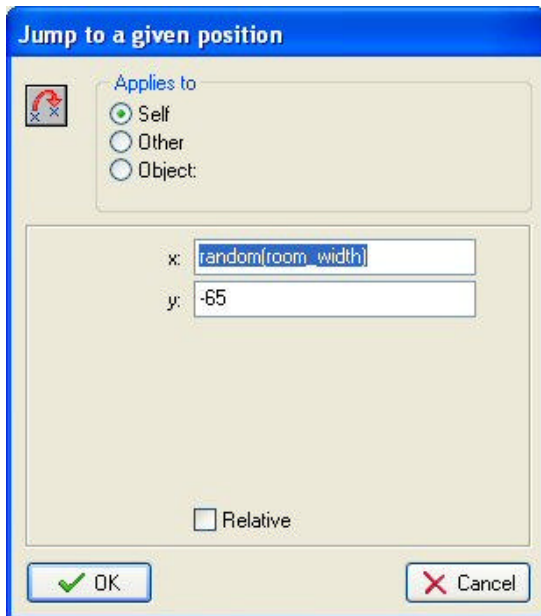 Jump to a given position
Applies to
Self
Other
Object:
x: random(room_width)
y: -65
Relative
OK
Cancel